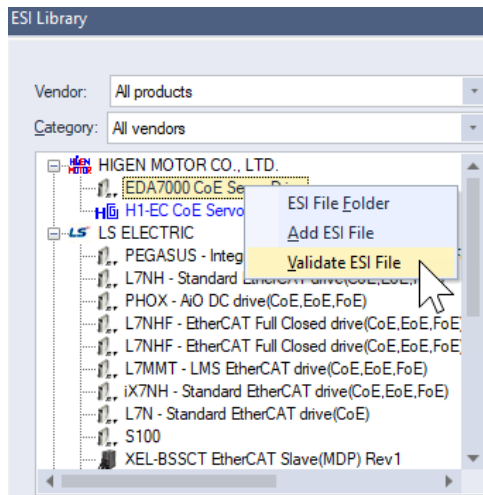 ESI Library
Vendor: All products
Category: All vendors
HIGEN HIGEN MOTOR CO., LTD.
MOTOR
EDA7000 CoE Se
H1-EC CoE Servo
ESI File Folder
Add ESI File
Validate ESI File
LS LS ELECTRIC
PEGASUS - Integ
L7NH - Standard
PHOX - AiO DC drive(CoE,EoE,FoE)
L7NHF - EtherCAT Full Closed drive(CoE,EoE,FoE
L7NHF - EtherCAT Full Closed drive(CoE,EoE,FoE
L7MMT - LMS EtherCAT drive(CoE,EoE,FoE)
iX7NH - Standard EtherCAT drive(CoE,EoE,FoE)
L7N - Standard EtherCAT drive(CoE)
S100
XEL-BSSCT EtherCAT Slave(MDP) Rev1